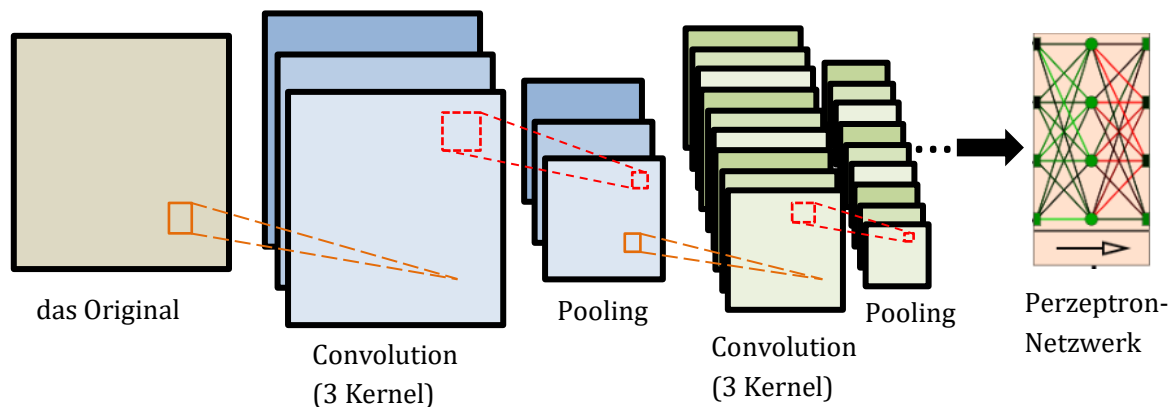 das Original
Convolution
(3 Kernel)
Pooling
Convolution
(3 Kernel)
Pooling
Perzeptron-
Netzwerk